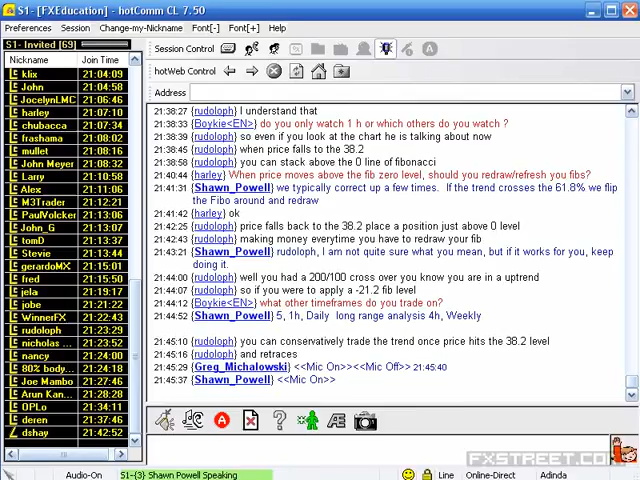 S1- [FXEducation] - hotComm CL 7.50
Preferences Session Change-my-Nickname Font[-] Font[+] Help
S1- Invited [69]
Session Control
Nickname Join Time
hotWeb Control
Address
klix 21:04:09
John 21:04:58
JocelynLMC 21:06:46
harley 21:07:10
chubacca 21:07:34
frashama 21:08:02
mullet 21:08:16
John Meyer 21:08:32
Larry 21:10:58
Alex 21:11:06
M3Trader 21:12:21
PaulVolcker 21:13:06
John_G 21:13:07
tomD 21:13:37
Stevie 21:13:44
gerardoMX 21:15:01
fred 21:15:50
jela 21:19:17
jobe 21:21:22
WinnerFX 21:22:43
rudoloph 21:23:29
nicholas ... 21:23:52
nancy 21:24:00
80% body... 21:24:18
Joe Mambo 21:27:46
Arun Kan... 21:28:28
OPLo 21:34:11
deren 21:37:46
dshay 21:42:52
21:38:27 {rudoloph} I understand that
21:38:33 {Boykie<EN>} do you only watch 1 h or which others do you watch ?
21:38:39 {rudoloph} so even if you look at the chart he is talking about now
21:38:45 {rudoloph} when price falls to the 38.2
21:38:58 {rudoloph} you can stack above the 0 line of fibonacci
21:40:44 {harley} When price moves above the fib zero level, should you redraw/refresh you fibs?
21:41:31 {Shawn_Powell} we typically correct up a few times. If the trend crosses the 61.8% we flip
the Fibo around and redraw
21:41:42 {harley} ok
21:42:25 {rudoloph} price falls back to the 38.2 place a position just above 0 level
21:42:43 {rudoloph} making money everytime you have to redraw your fib
21:43:21 {Shawn_Powell} rudoloph, I am not quite sure what you mean, but if it works for you, keep
doing it.
21:44:00 {rudoloph} well you had a 200/100 cross over you know you are in a uptrend
21:44:07 {rudoloph} so if you were to apply a -21.2 fib level
21:44:12 {Boykie<EN>} what other timeframes do you trade on?
21:44:52 {Shawn_Powell} 5, 1h, Daily long range analysis 4h, Weekly
21:45:10 {rudoloph} you can conservatively trade the trend once price hits the 38.2 level
21:45:16 {rudoloph} and retraces
21:45:29 {Greg_Michalowski} <<Mic On>><<Mic Off>> 21:45:40
21:45:37 {Shawn_Powell} <<Mic On>>
FXSTREET.COM
Audio-On S1-{3} Shawn Powell Speaking Line Online-Direct Adinda